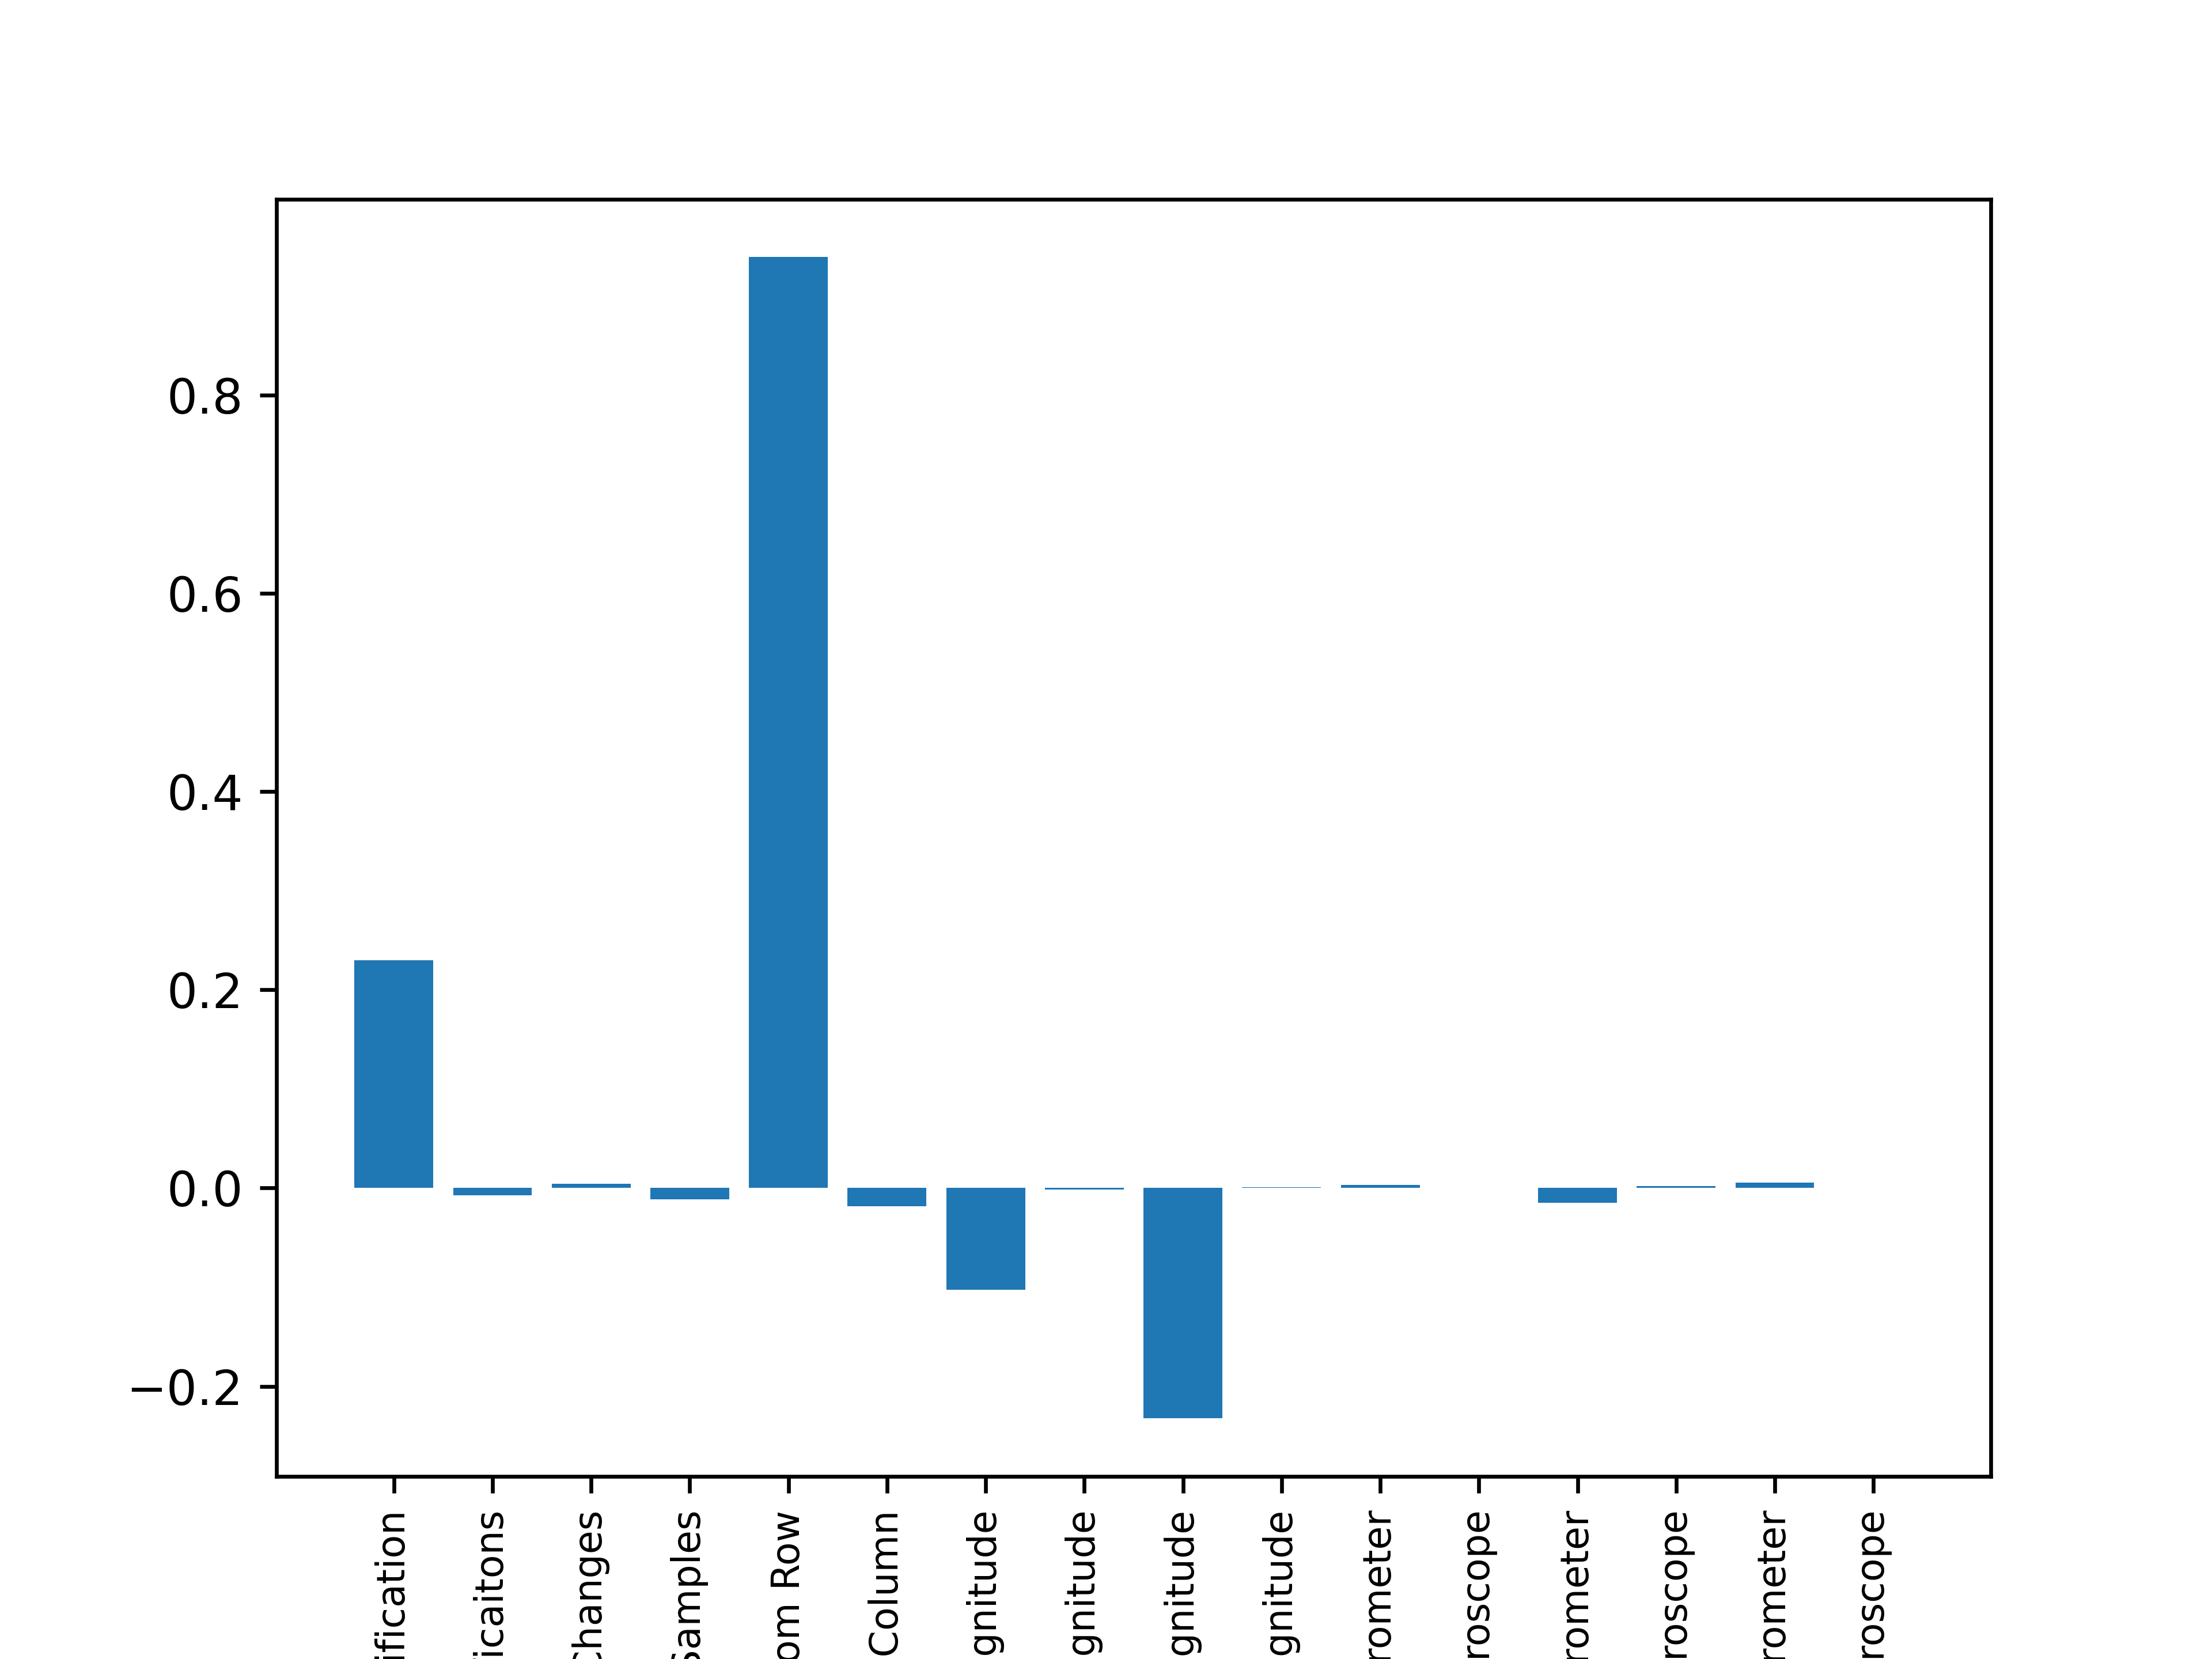 0.8
0.6
0.4
0.2
0.0
−0.2
ification
icaitons
hanges
Samples
om Row
Column
gnitude
gnitude
gnitude
gnitude
rometer
roscope
rometer
roscope
rometer
roscope